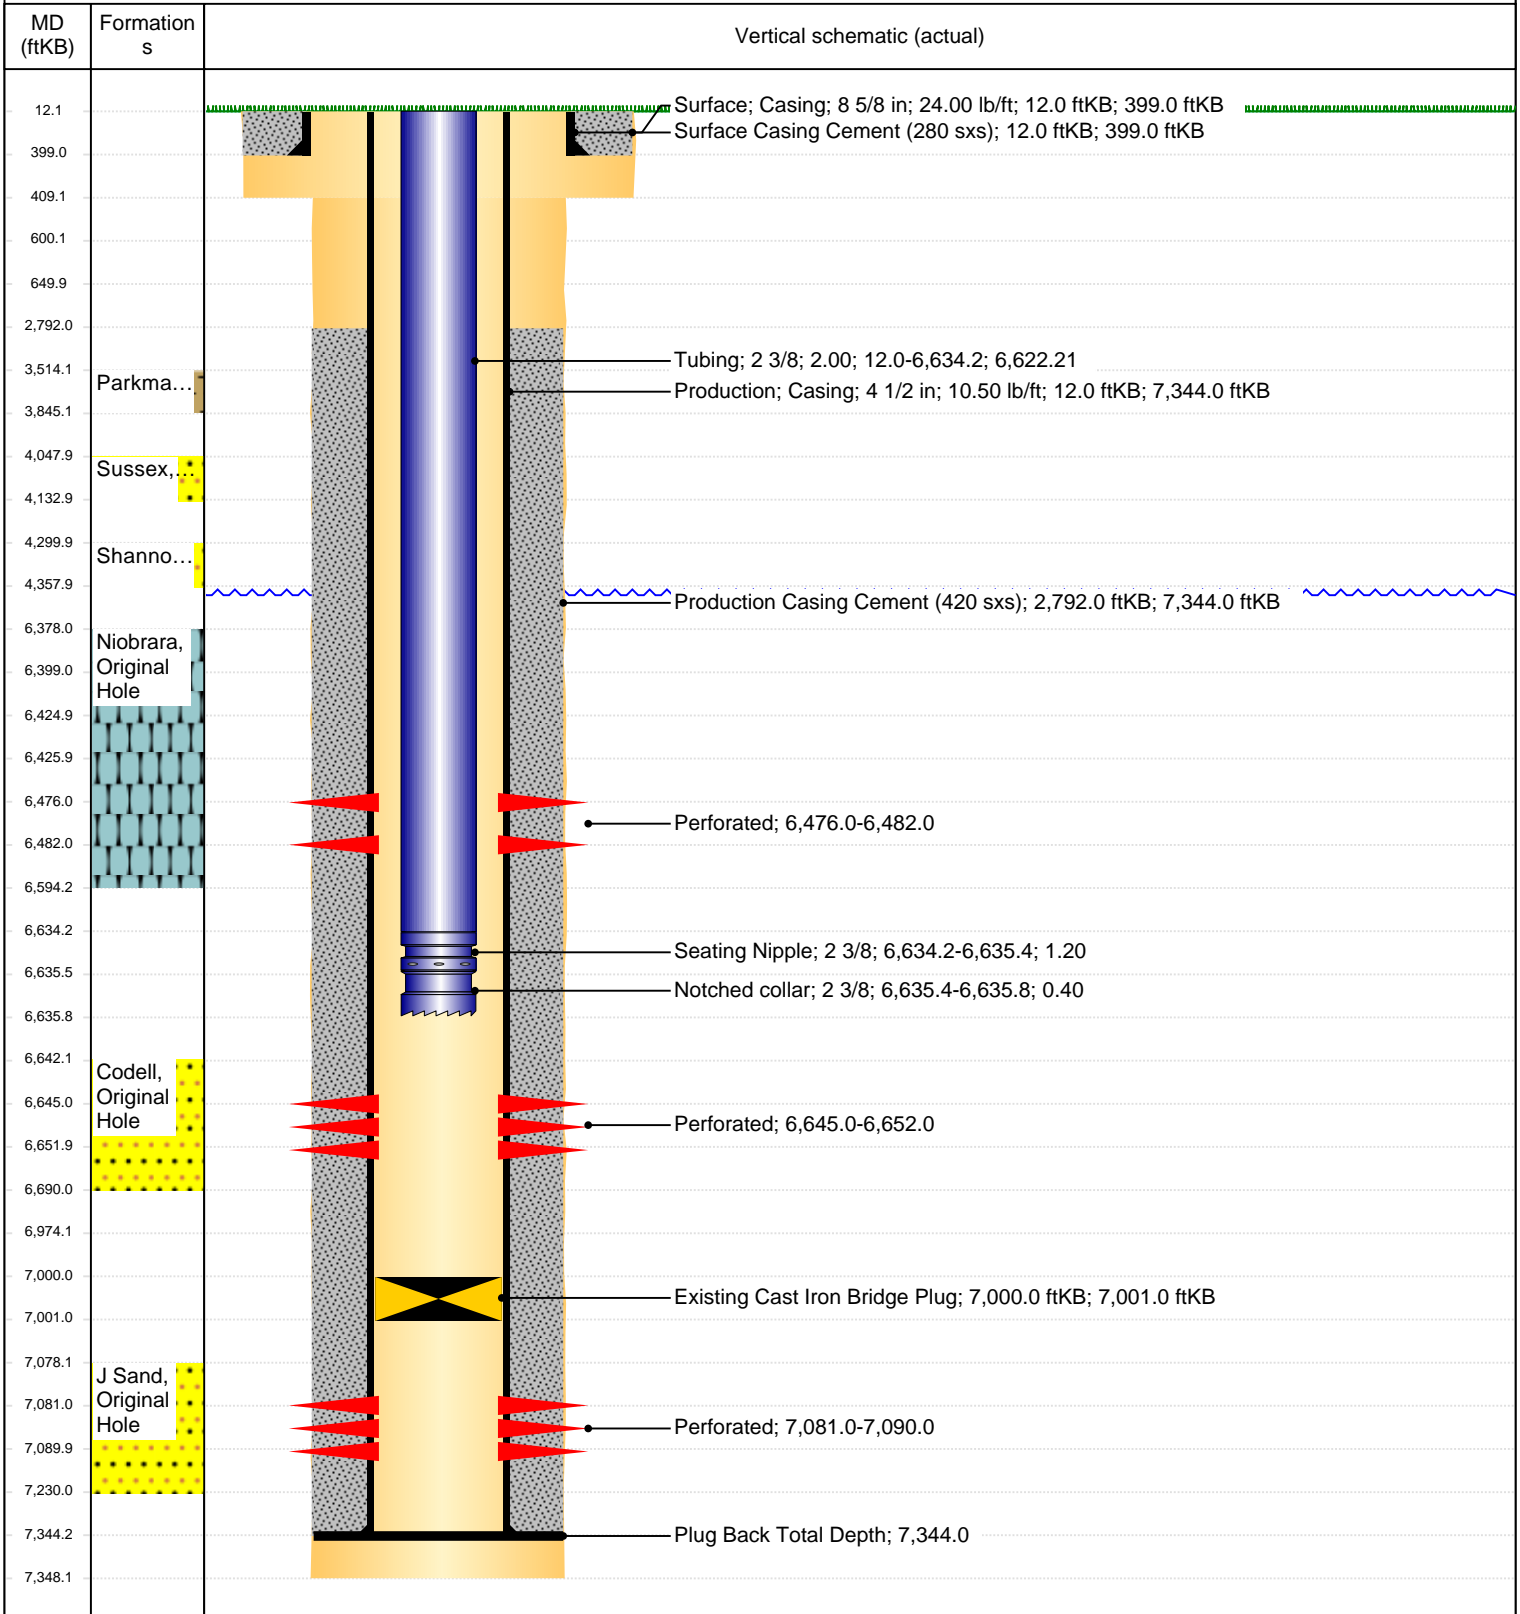 MD
(ftKB)
Formation
s
Vertical schematic (actual)
12.1
Surface; Casing; 8 5/8 in; 24.00 lb/ft; 12.0 ftKB; 399.0 ftKB
Surface Casing Cement (280 sxs); 12.0 ftKB; 399.0 ftKB
399.0
409.1
600.1
649.9
2,792.0
Tubing; 2 3/8; 2.00; 12.0-6,634.2; 6,622.21
3,514.1
Parkma...
Production; Casing; 4 1/2 in; 10.50 lb/ft; 12.0 ftKB; 7,344.0 ftKB
3,845.1
4,047.9
Sussex,...
4,132.9
4,299.9
Shanno...
4,357.9
Production Casing Cement (420 sxs); 2,792.0 ftKB; 7,344.0 ftKB
6,378.0
Niobrara,
Original
Hole
6,399.0
6,424.9
6,425.9
6,476.0
Perforated; 6,476.0-6,482.0
6,482.0
6,594.2
6,634.2
Seating Nipple; 2 3/8; 6,634.2-6,635.4; 1.20
6,635.5
Notched collar; 2 3/8; 6,635.4-6,635.8; 0.40
6,635.8
6,642.1
Codell,
Original
Hole
6,645.0
Perforated; 6,645.0-6,652.0
6,651.9
6,690.0
6,974.1
7,000.0
Existing Cast Iron Bridge Plug; 7,000.0 ftKB; 7,001.0 ftKB
7,001.0
7,078.1
J Sand,
Original
Hole
7,081.0
Perforated; 7,081.0-7,090.0
7,089.9
7,230.0
7,344.2
Plug Back Total Depth; 7,344.0
7,348.1